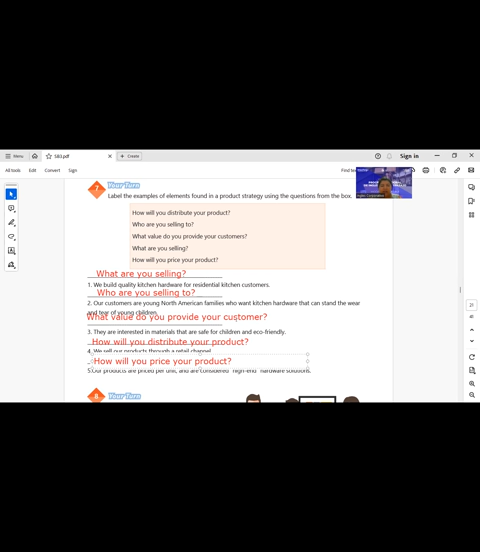 Menu
SB3.pdf
Create
Sign in
All tools
Edit
Convert
Sign
Find text
7. Your Turn
Label the examples of elements found in a product strategy using the questions from the box.
How will you distribute your product?
Who are you selling to?
What value do you provide your customers?
What are you selling?
How will you price your product?
What are you selling?
1. We build quality kitchen hardware for residential kitchen customers.
Who are you selling to?
2. Our customers are young North American families who want kitchen hardware that can stand the wear
and tear of young children.
What value do you provide your customer?
3. They are interested in materials that are safe for children and eco-friendly.
How will you distribute your product?
4. We sell our products through a retail channel.
How will you price your product?
5. Our products are priced per unit, and are considered "high-end" hardware solutions.
8. Your Turn